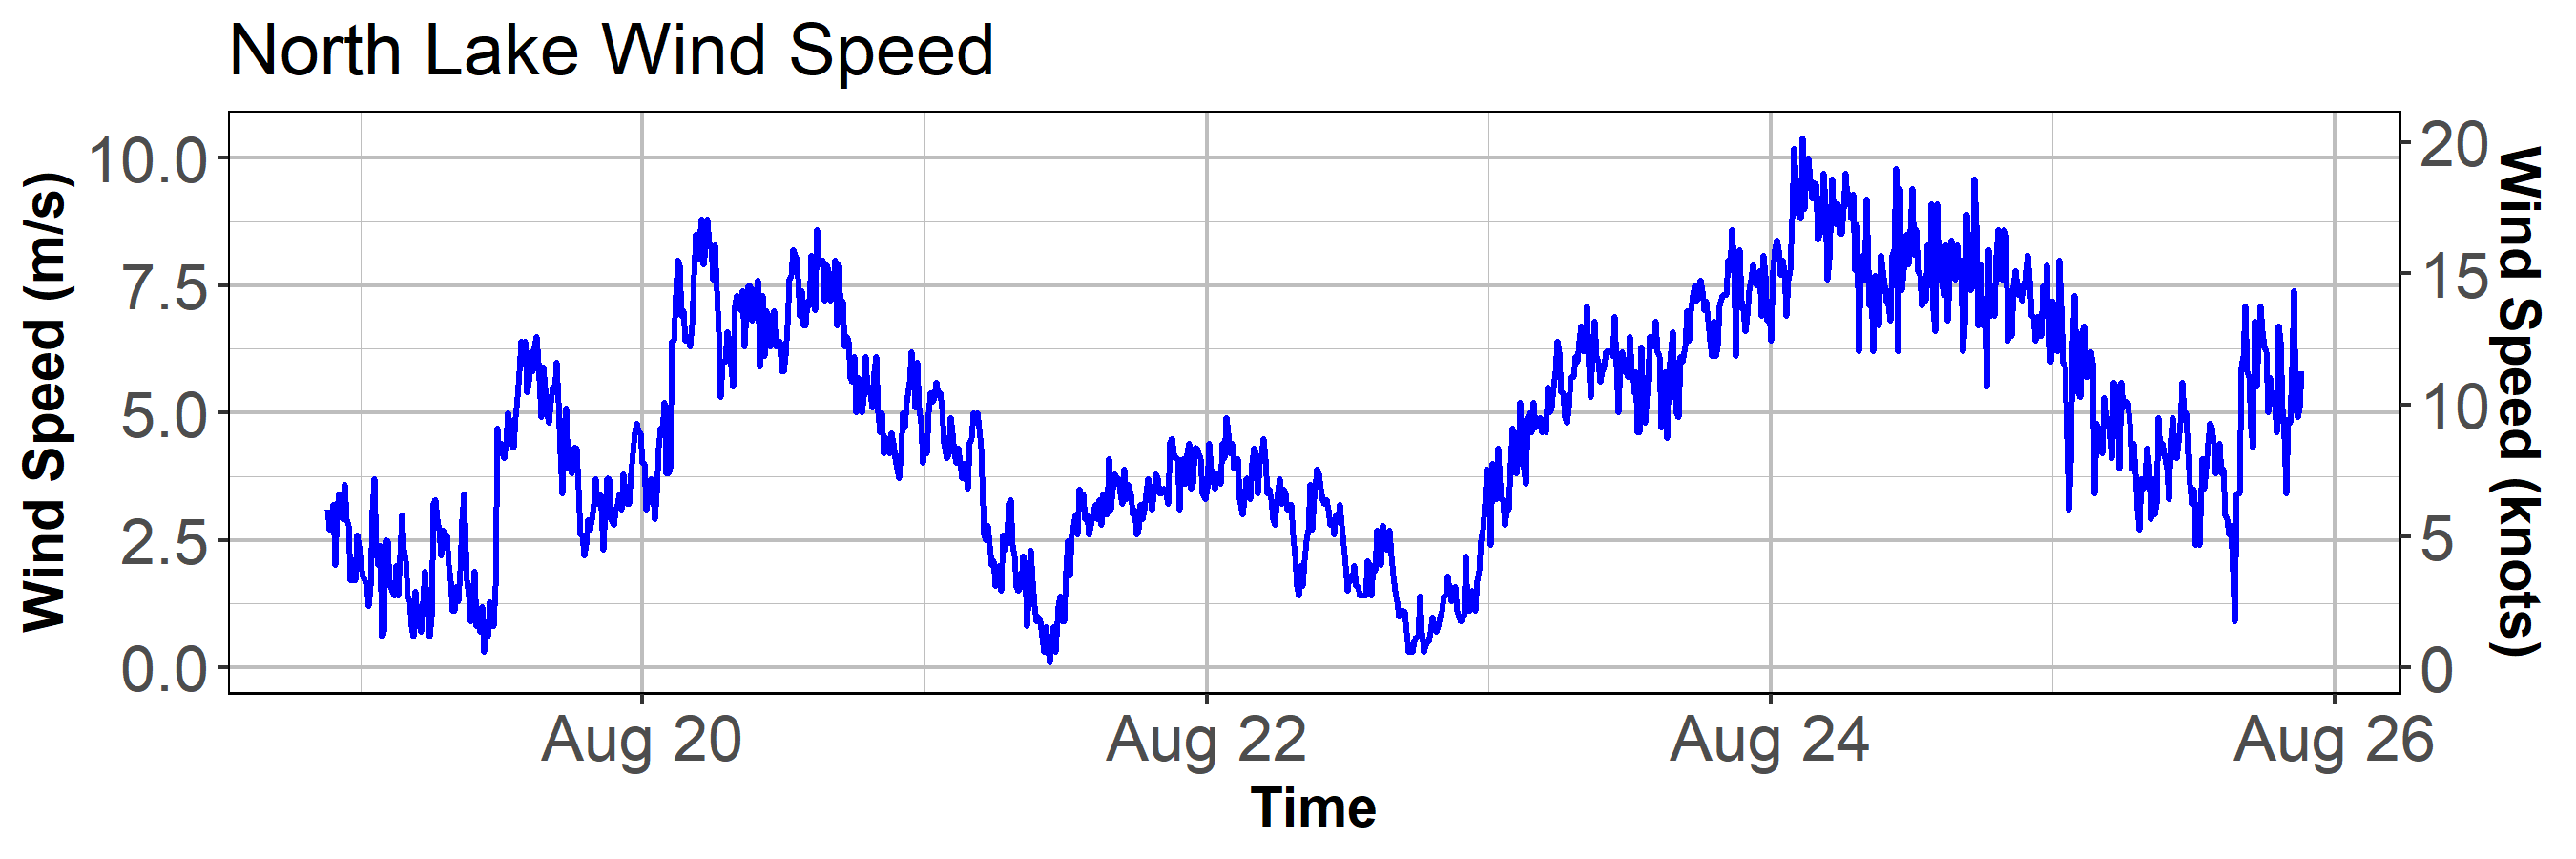 North Lake Wind Speed
Wind Speed (m/s)
10.0
7.5
5.0
2.5
0.0
20
15
10
5
0
Wind Speed (knots)
Aug 20
Aug 22
Aug 24
Aug 26
Time